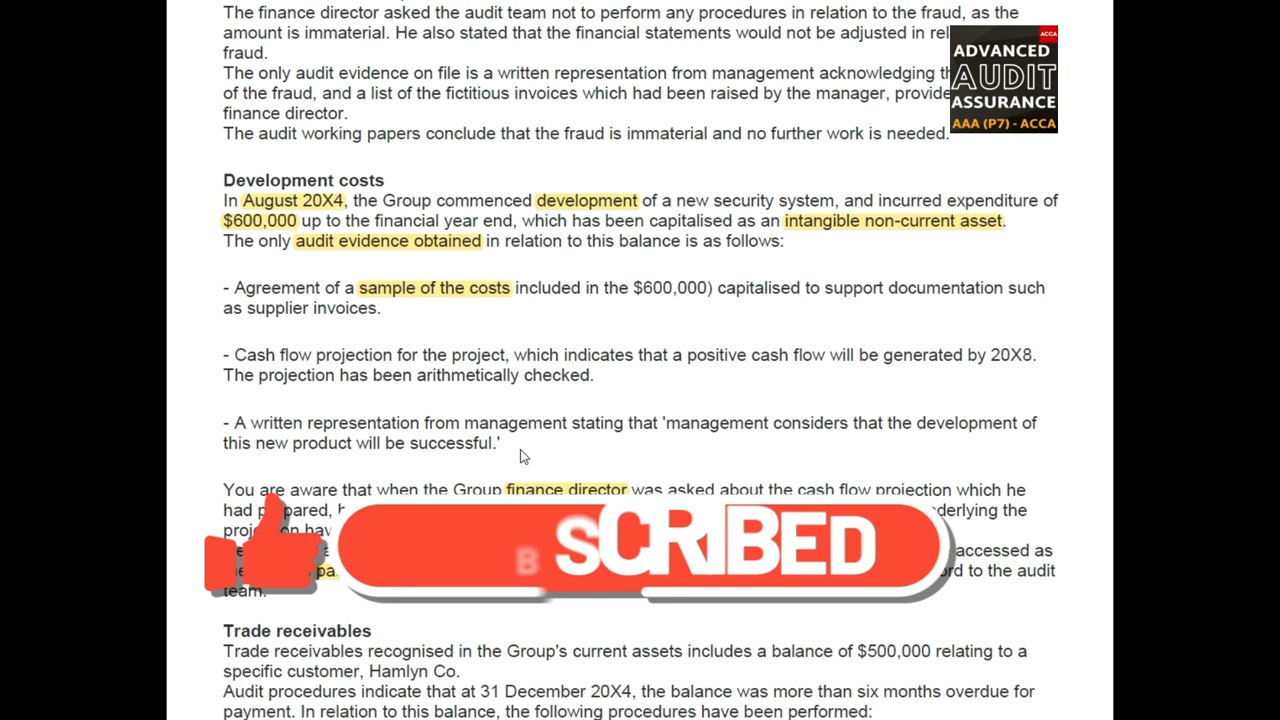 The finance director asked the audit team not to perform any procedures in relation to the fraud, as the
amount is immaterial. He also stated that the financial statements would not be adjusted in
fraud.
The only audit evidence on file is a written representation from management acknowledging
of the fraud, and a list of the fictitious invoices which had been raised by the manager,
finance director.
The audit working papers conclude that the fraud is immaterial and no further work is needed.
ACCA
ADVANCED
AUDIT
ASSURANCE
AAA (P7) - ACCA
Development costs
In August 20X4, the Group commenced development of a new security system, and incurred expenditure of
$600,000 up to the financial year end, which has been capitalised as an intangible non-current asset.
The only audit evidence obtained in relation to this balance is as follows:
- Agreement of a sample of the costs included in the $600,000) capitalised to support documentation such
as supplier invoices.
- Cash flow projection for the project, which indicates that a positive cash flow will be generated by 20X8.
The projection has been arithmetically checked.
- A written representation from management stating that 'management considers that the development of
this new product will be successful.'
You are aware that when the Group finance director was asked about the cash flow projection which he
had the
accessed as
to the audit
team.
B SCRIBED
Trade receivables
Trade receivables recognised in the Group's current assets includes a balance of $500,000 relating to a
specific customer, Hamlyn Co.
Audit procedures indicate that at 31 December 20X4, the balance was more than six months overdue for
payment. In relation to this balance, the following procedures have been performed: